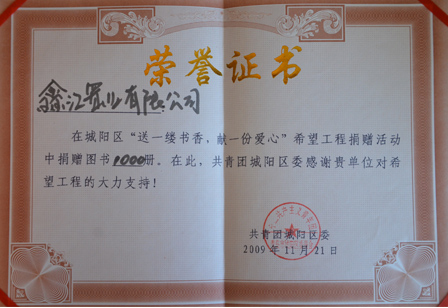 荣誉证书
鑫江置业有限公司
在城阳区“送一缕书香，献一份爱心”希望工程捐赠活动
中捐赠图书1000册。在此，共青团城阳区委感谢贵单位对希
望工程的大力支持！
共青团城阳区委
2009年11月21日